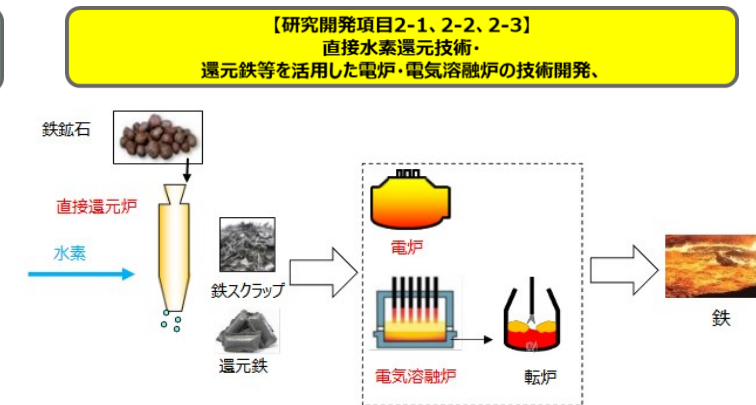 【研究開発項目2-1、2-2、2-3】
直接水素還元技術・
還元鉄等を活用した電炉・電気溶融炉の技術開発、
鉄鉱石
直接還元炉
水素
鉄スクラップ
還元鉄
電炉
電気溶融炉
転炉
鉄